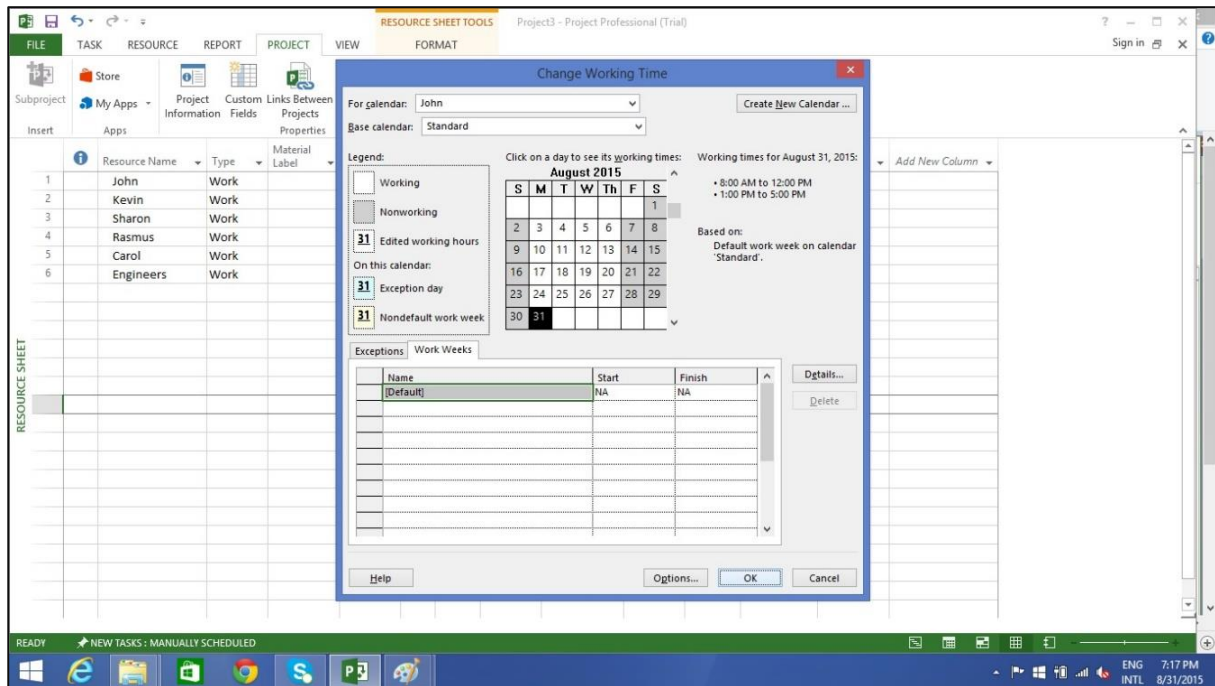 RESOURCE SHEET TOOLS
Project3 - Project Professional (Trial)
FILE TASK RESOURCE REPORT PROJECT VIEW FORMAT
Sign in
Subproject
Store
My Apps
Project Information
Custom Fields
Links Between Projects
Insert
Apps
Properties
Resource Name Type Material Label
Add New Column
1 John Work
2 Kevin Work
3 Sharon Work
4 Rasmus Work
5 Carol Work
6 Engineers Work
RESOURCE SHEET
Change Working Time
For calendar: John
Create New Calendar ...
Base calendar: Standard
Legend:
Working
Nonworking
31 Edited working hours
On this calendar:
31 Exception day
31 Nondefault work week
Click on a day to see its working times:
August 2015
S M T W Th F S
1
2 3 4 5 6 7 8
9 10 11 12 13 14 15
16 17 18 19 20 21 22
23 24 25 26 27 28 29
30 31
Working times for August 31, 2015:
• 8:00 AM to 12:00 PM
• 1:00 PM to 5:00 PM
Based on:
Default work week on calendar
'Standard'.
Exceptions Work Weeks
Name Start Finish
[Default] NA NA
Details...
Delete
Help
Options...
OK
Cancel
READY
NEW TASKS : MANUALLY SCHEDULED
ENG 7:17 PM
INTL 8/31/2015